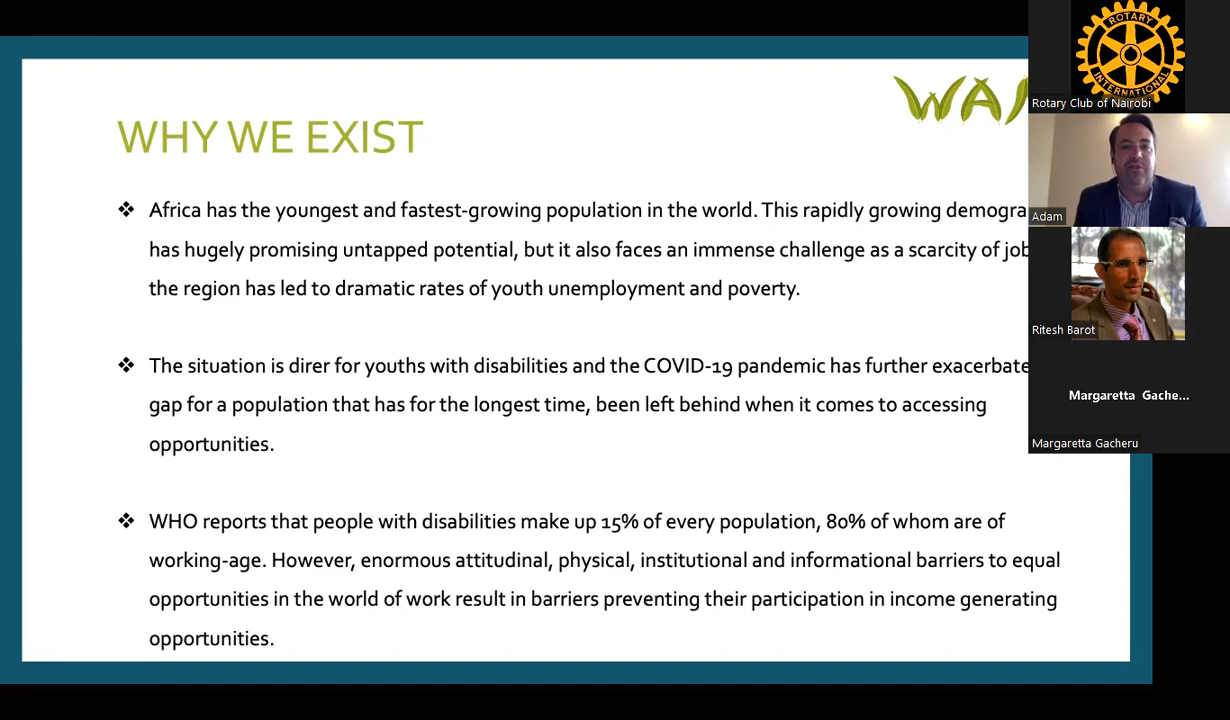 WHY WE EXIST
Africa has the youngest and fastest-growing population in the world. This rapidly growing
has hugely promising untapped potential, but it also faces an immense challenge as a scarcity of
the region has led to dramatic rates of youth unemployment and poverty.
The situation is direr for youths with disabilities and the COVID-19 pandemic has further
gap for a population that has for the longest time, been left behind when it comes to accessing
opportunities.
WHO reports that people with disabilities make up 15% of every population, 80% of whom are of
working-age. However, enormous attitudinal, physical, institutional and informational barriers to equal
opportunities in the world of work result in barriers preventing their participation in income generating
opportunities.
ROTARY
INTERNATIONAL
Rotary Club of Nairobi
Adam
Ritesh Barot
Margaretta Gache...
Margaretta Gacheru